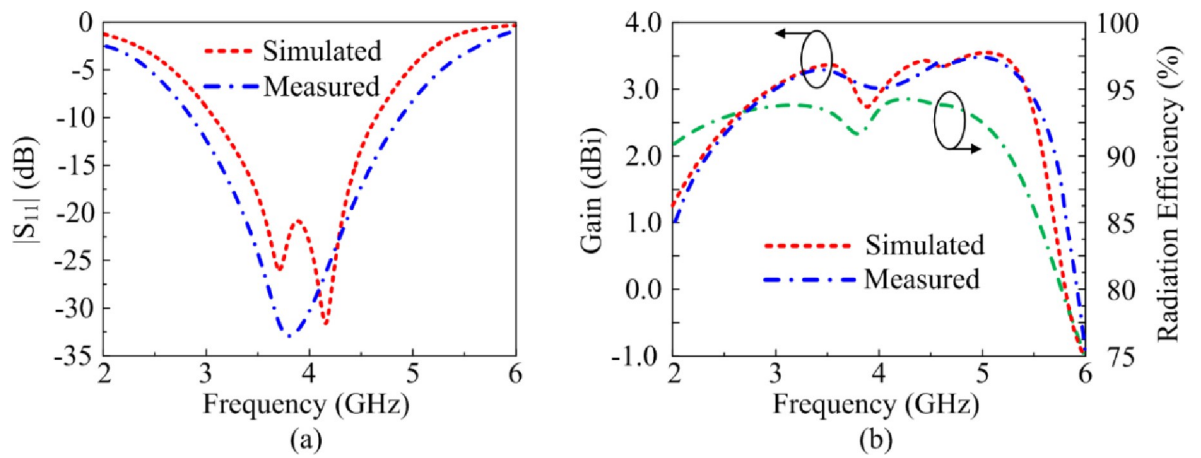 0
-5
-10
-15
-20
-25
-30
-35
|S11| (dB)
Simulated
Measured
2 3 4 5 6
Frequency (GHz)
(a)
4.0
3.0
2.0
1.0
0.0
-1.0
Gain (dBi)
Simulated
Measured
100
95
90
85
80
75
Radiation Efficiency (%)
2 3 4 5 6
Frequency (GHz)
(b)